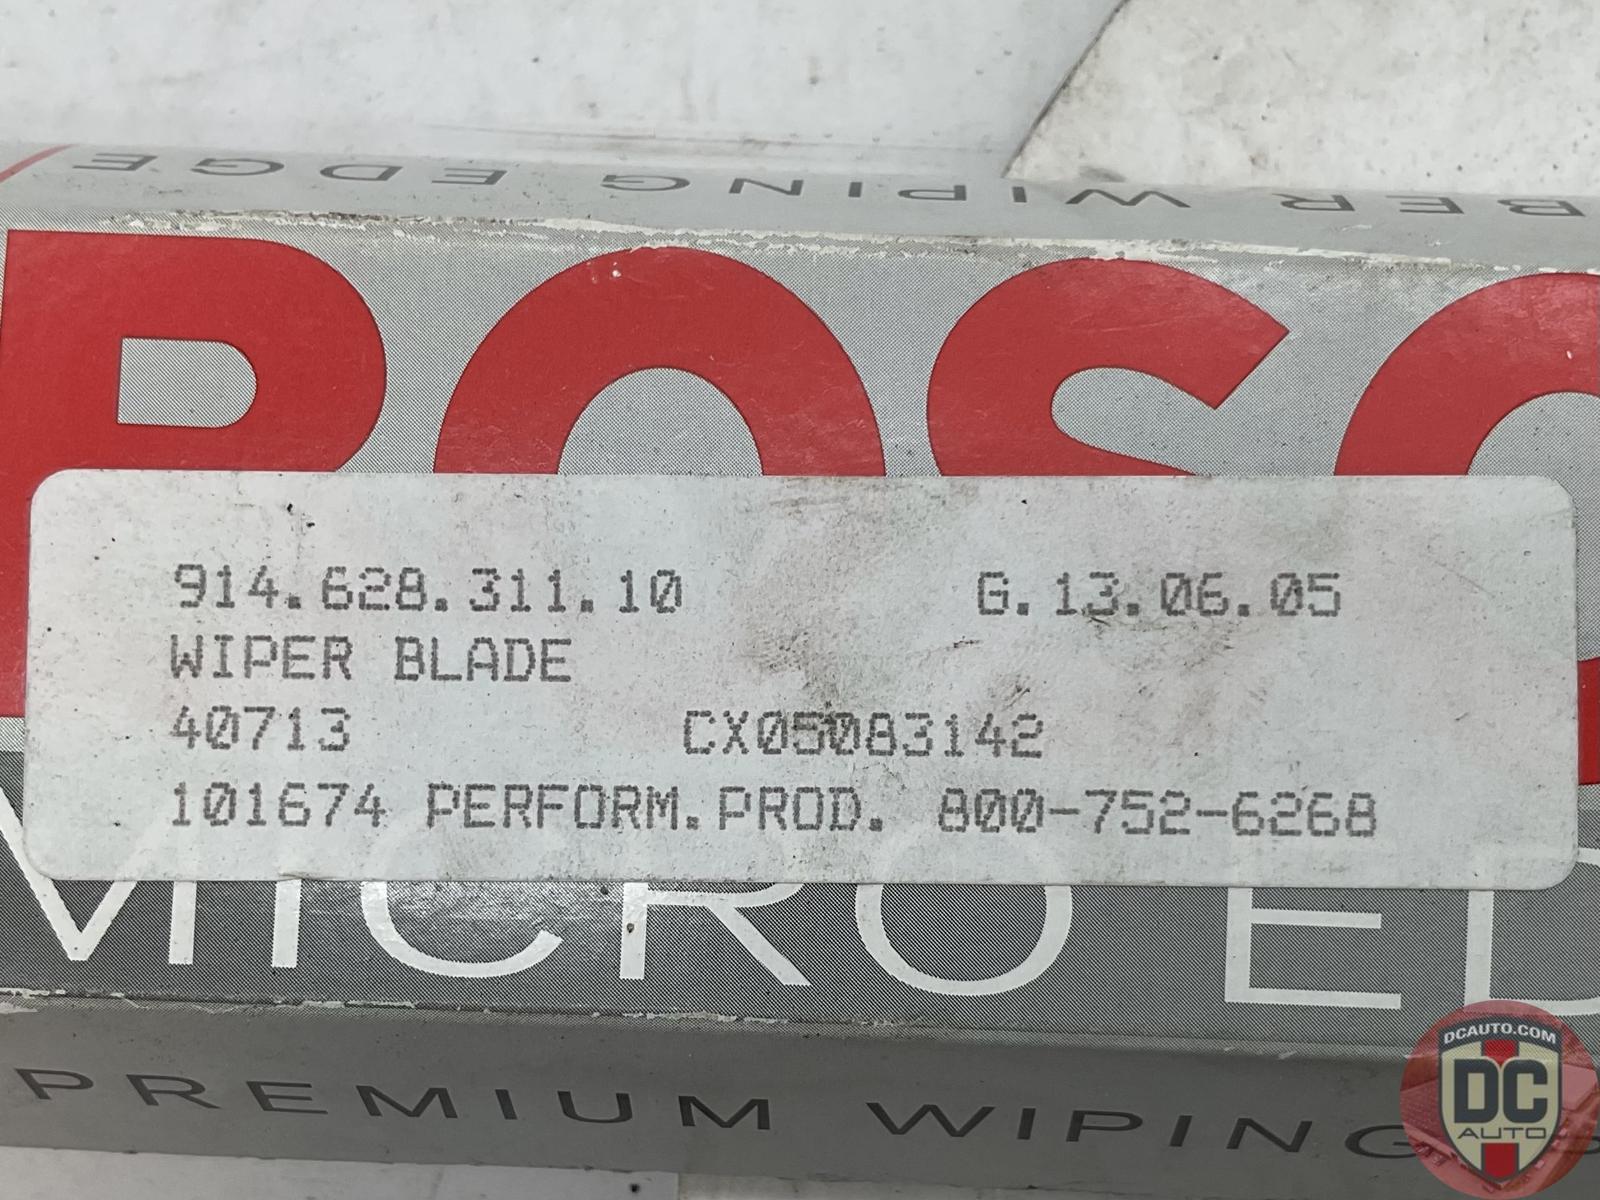 BER WIPING EDGE
BOSC
914.628.311.10 G.13.06.05
WIPER BLADE
40713 CX05083142
101674 PERFORM.PROD. 800-752-6268
MICRO ED
PREMIUM WIPING
DCAUTO.COM
DC
AUTO